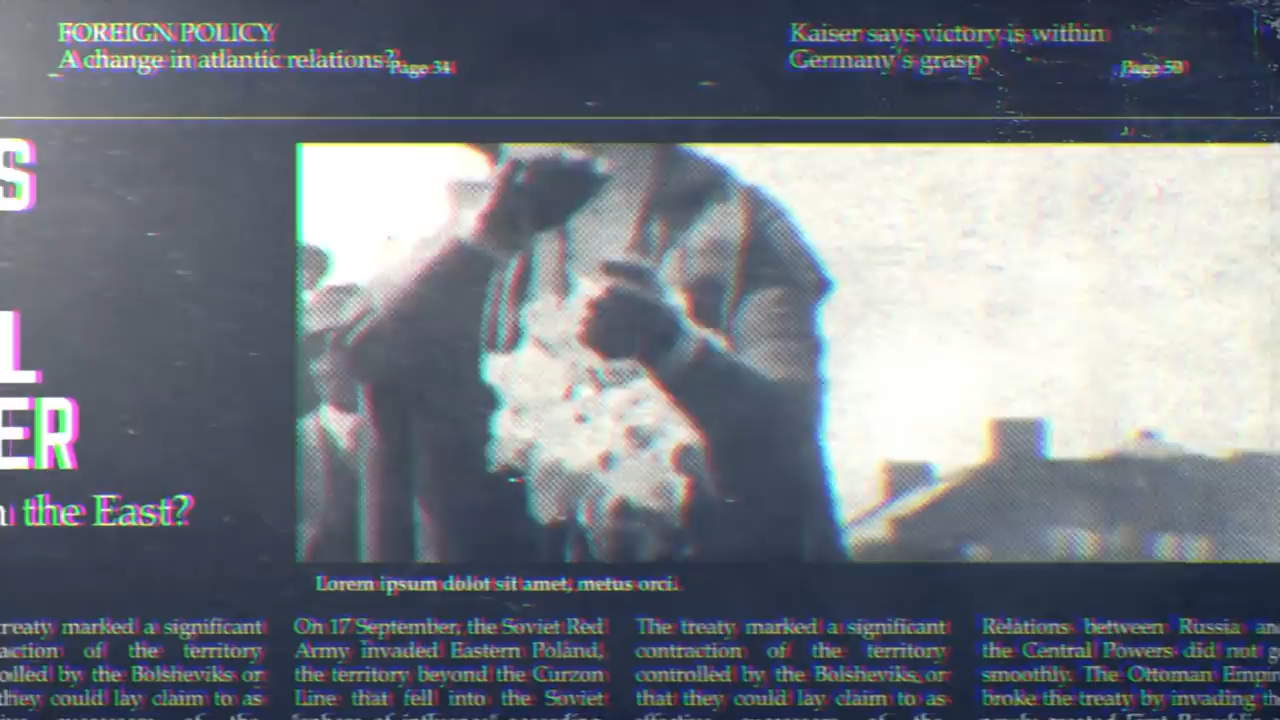 FOREIGN POLICY
A change in atlantic relations?
Page 34
Kaiser says victory is within
Germany's grasp
Page 50
S
L
ER
the East?
Lorem ipsum dolot sit amet, metus orci.
treaty marked a significant
of the territory
by the Bolsheviks or
they could lay claim to as
On 17 September, the Soviet Red
Army invaded Eastern Poland,
the territory beyond the Curzon
Line that fell into the Soviet
The treaty marked a significant
contraction of the territory
controlled by the Bolsheviks, or
that they could lay claim to as
Relations between Russia
the Central Powers did not
smoothly. The Ottoman
broke the treaty by invading